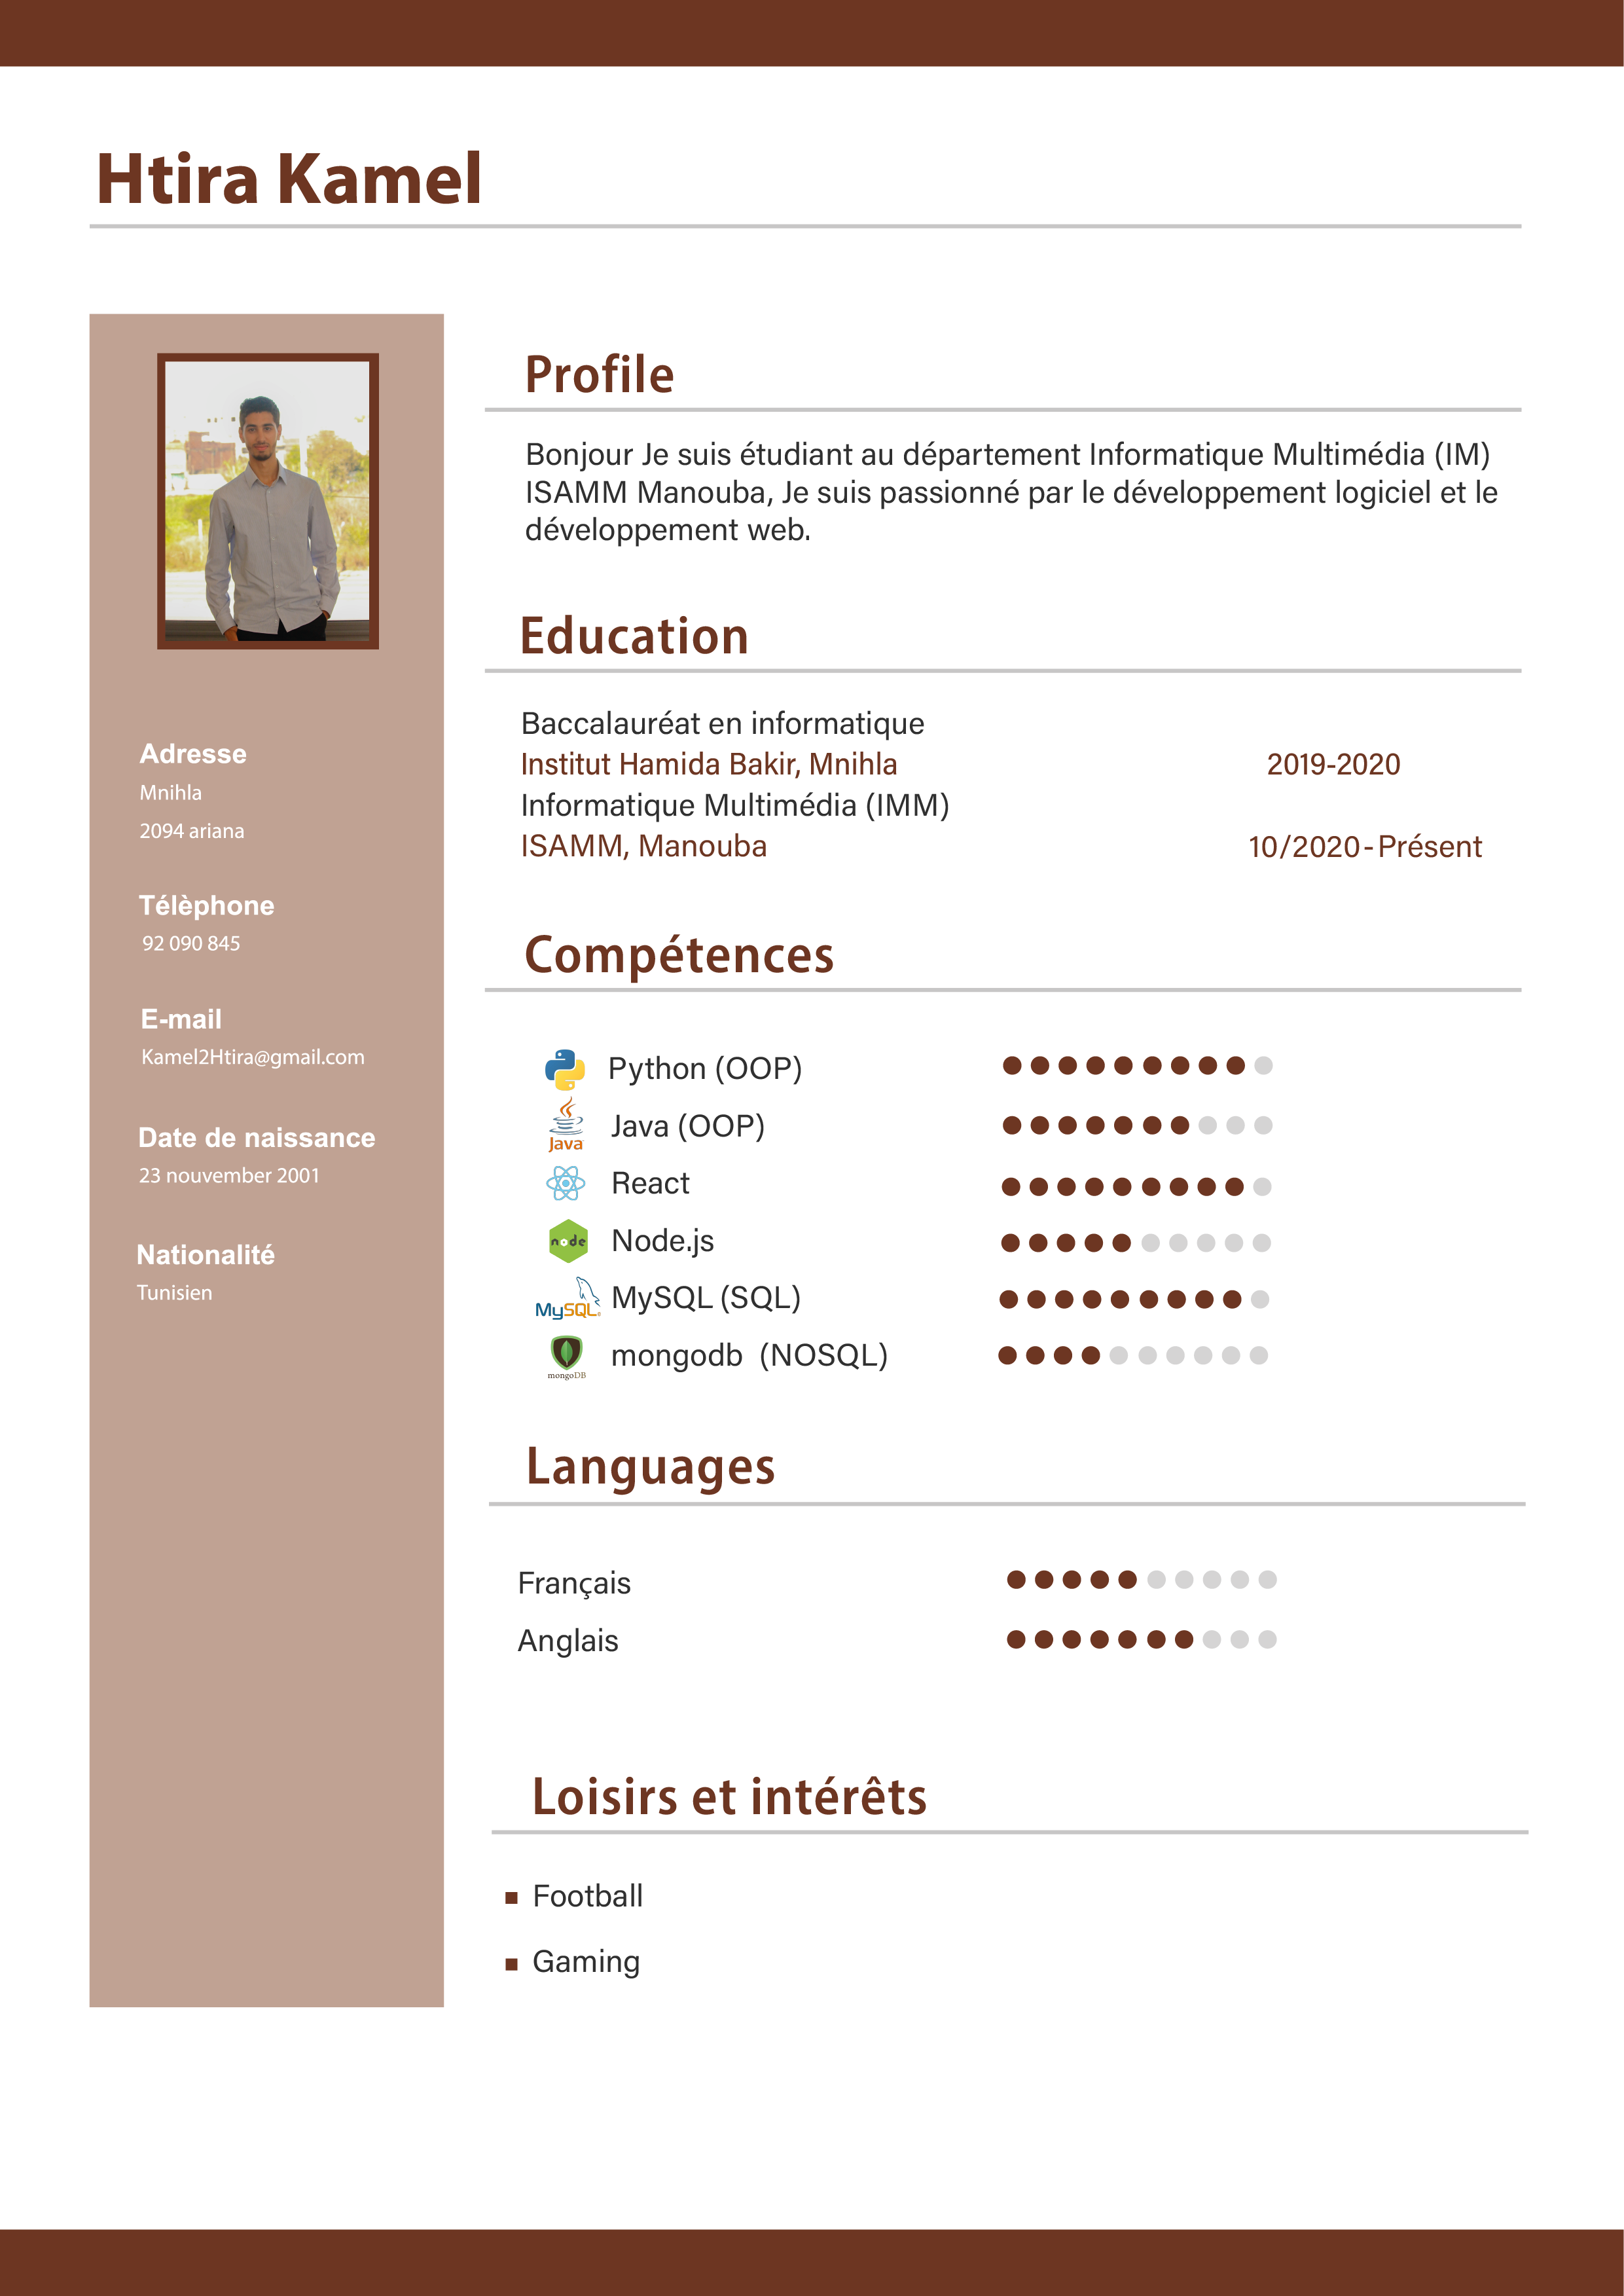 Htira Kamel
Adresse
Mnihla
2094 ariana
Télèphone
92 090 845
E-mail
Kamel2Htira@gmail.com
Date de naissance
23 nouvember 2001
Nationalité
Tunisien
Profile
Bonjour Je suis étudiant au département Informatique Multimédia (IM)
ISAMM Manouba, Je suis passionné par le développement logiciel et le
développement web.
Education
Baccalauréat en informatique
Institut Hamida Bakir, Mnihla 2019-2020
Informatique Multimédia (IMM)
ISAMM, Manouba 10/2020-Présent
Compétences
Python (OOP)
Java Java (OOP)
React
node Node.js
MySQL® MySQL (SQL)
mongodb (NOSQL)
mongoDB
Languages
Français
Anglais
Loisirs et intérêts
Football
Gaming